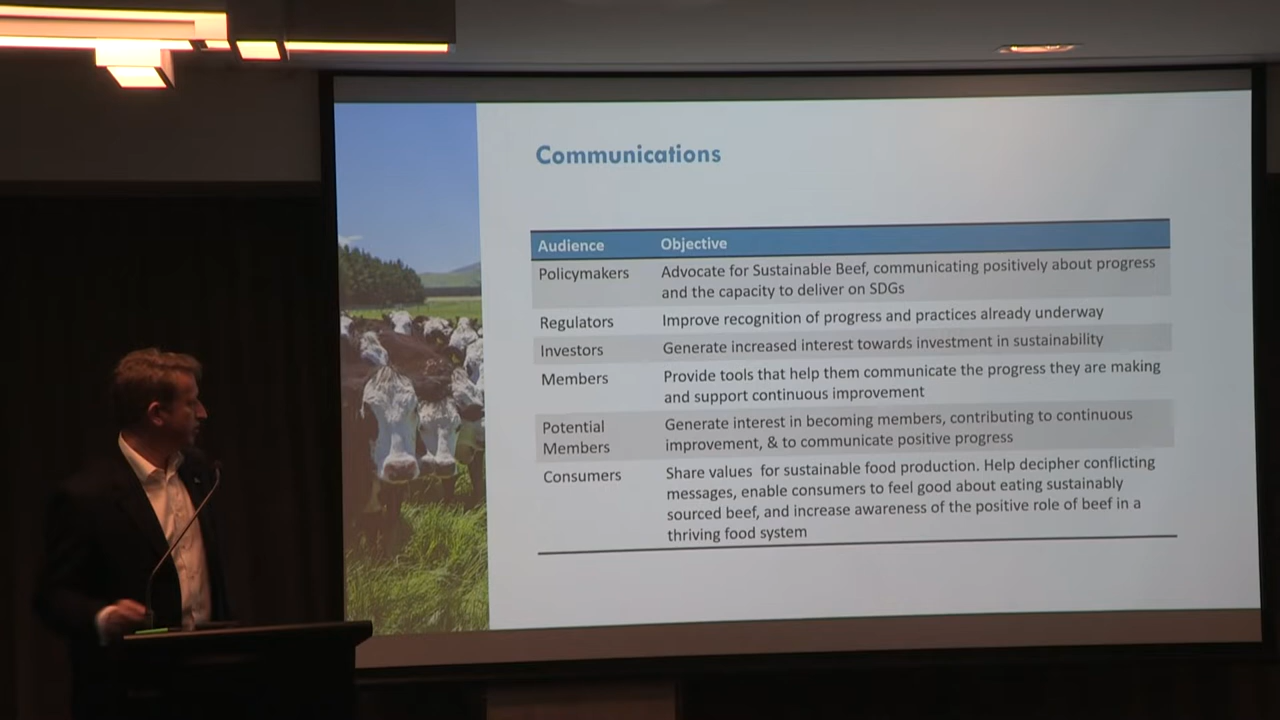 Communications
Audience Objective
Policymakers Advocate for Sustainable Beef, communicating positively about progress
and the capacity to deliver on SDGs
Regulators Improve recognition of progress and practices already underway
Investors Generate increased interest towards investment in sustainability
Members Provide tools that help them communicate the progress they are making
and support continuous improvement
Potential Generate interest in becoming members, contributing to continuous
Members improvement, & to communicate positive progress
Consumers Share values for sustainable food production. Help decipher conflicting
messages, enable consumers to feel good about eating sustainably
sourced beef, and increase awareness of the positive role of beef in a
thriving food system